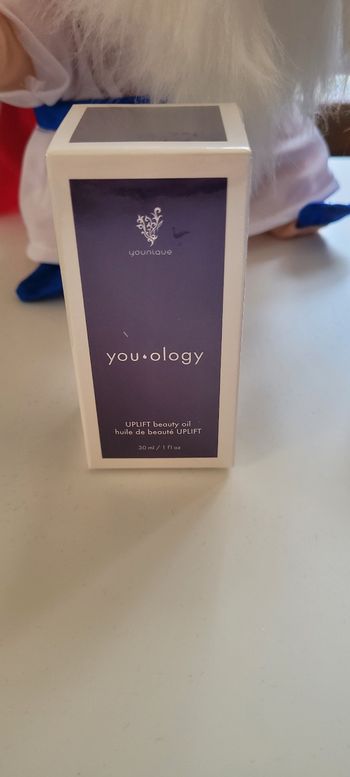 younique
you·ology
UPLIFT beauty oil
huile de beauté UPLIFT
30 ml / 1 fl oz